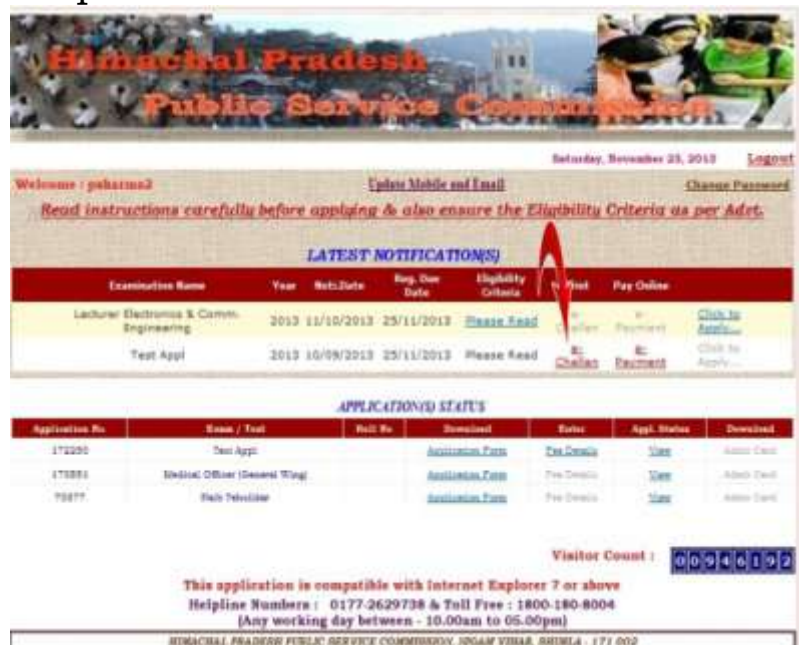 Himachal Pradesh
Public Service Commission
Saturday, November 23, 2013 Logout
Welcome : psharma2 Update Mobile and Email Change Password
Read instructions carefully before applying & also ensure the Eligibility Criteria as per Advt.
LATEST NOTIFICATION(S)
Examination Name Year Noti.Date Reg. Due Date Eligibility Criteria Pay Online
Lecturer Electronics & Comm. Engineering 2013 11/10/2013 25/11/2013 Please Read e-Challan e-Payment Click to Apply...
Test Appl 2013 10/09/2013 25/11/2013 Please Read e-Challan e-Payment Click to Apply...
APPLICATION(S) STATUS
Application No. Exam / Test Roll No Download Enter Appl. Status Download
172250 Test Appl Application Form Fee Details View Admit Card
Medical Officer (General Wing) Application Form Fee Details View Admit Card
Application Form Fee Details View Admit Card
Visitor Count : 00946192
This application is compatible with Internet Explorer 7 or above
Helpline Numbers : 0177-2629738 & Toll Free : 1800-180-8004
(Any working day between - 10.00am to 05.00pm)
HIMACHAL PRADESH PUBLIC SERVICE COMMISSION, NIGAM VIHAR, SHIMLA - 171 002